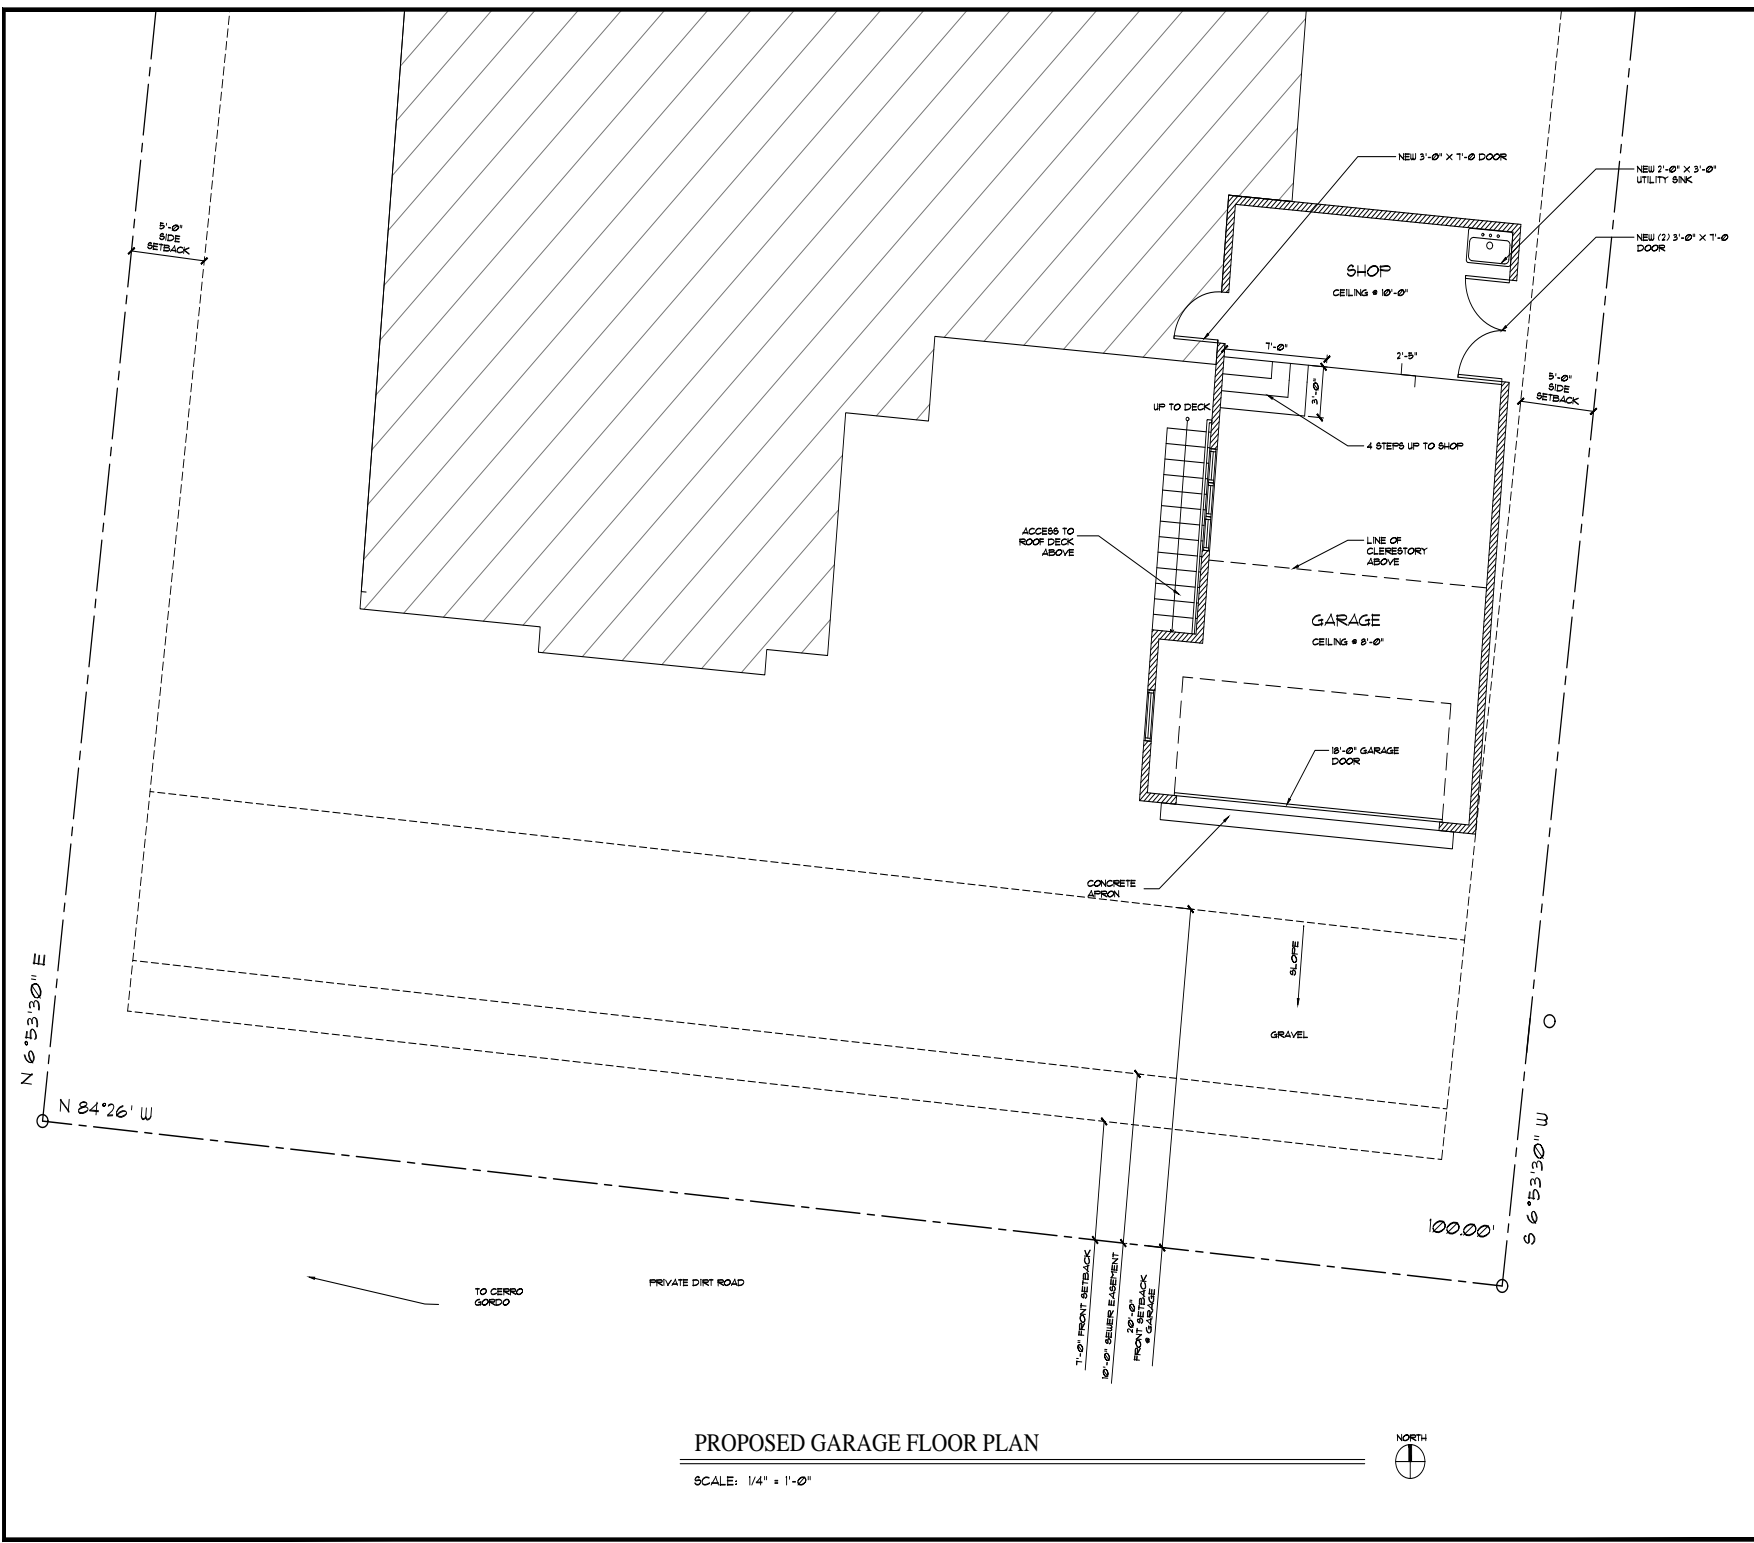 NEW 3'-0" X 7'-0 DOOR
NEW 2'-0" X 3'-0"
UTILITY SINK
5'-0"
SIDE
SETBACK
NEW (2) 3'-0" X 7'-0
DOOR
SHOP
CEILING @ 10'-0"
7'-0"
2'-5"
3'-0"
5'-0"
SIDE
SETBACK
UP TO DECK
4 STEPS UP TO SHOP
ACCESS TO
ROOF DECK
ABOVE
LINE OF
CLERESTORY
ABOVE
GARAGE
CEILING @ 8'-0"
18'-0" GARAGE
DOOR
CONCRETE
APRON
SLOPE
GRAVEL
N 6°53'30" E
N 84°26' W
S 6°53'30" W
100.00'
TO CERRO
GORDO
PRIVATE DIRT ROAD
7'-0" FRONT SETBACK
10'-0" SEWER EASEMENT
20'-0"
FRONT SETBACK
@ GARAGE
PROPOSED GARAGE FLOOR PLAN
SCALE: 1/4" = 1'-0"
NORTH